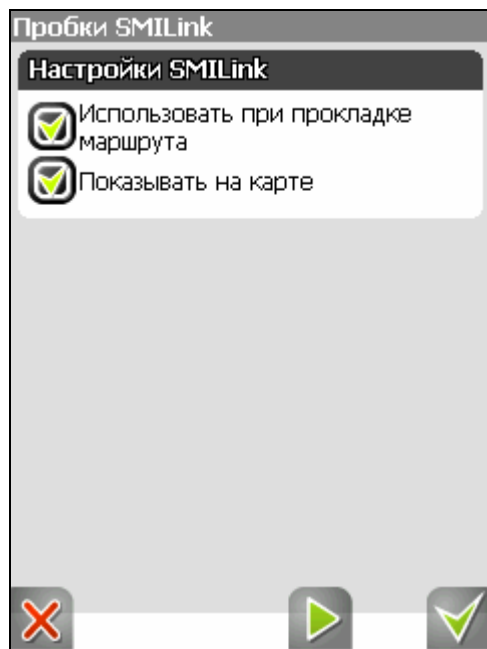 Пробки SMILink
Настройки SMILink
Использовать при прокладке
маршрута
Показывать на карте